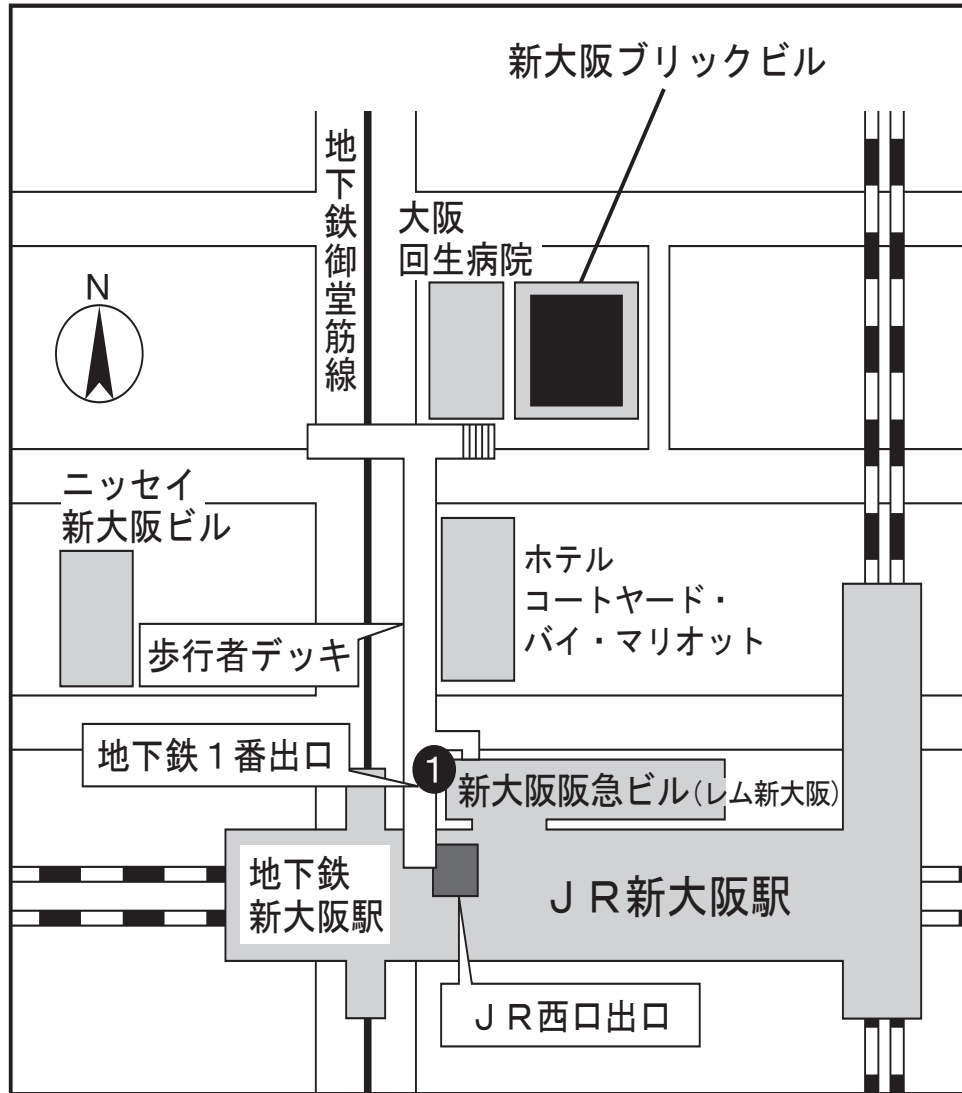 新大阪ブリックビル
地下鉄御堂筋線
大阪
回生病院
N
ニッセイ
新大阪ビル
ホテル
コートヤード・
バイ・マリオット
歩行者デッキ
地下鉄１番出口
1
新大阪阪急ビル（レム新大阪）
地下鉄
新大阪駅
ＪＲ新大阪駅
ＪＲ西口出口